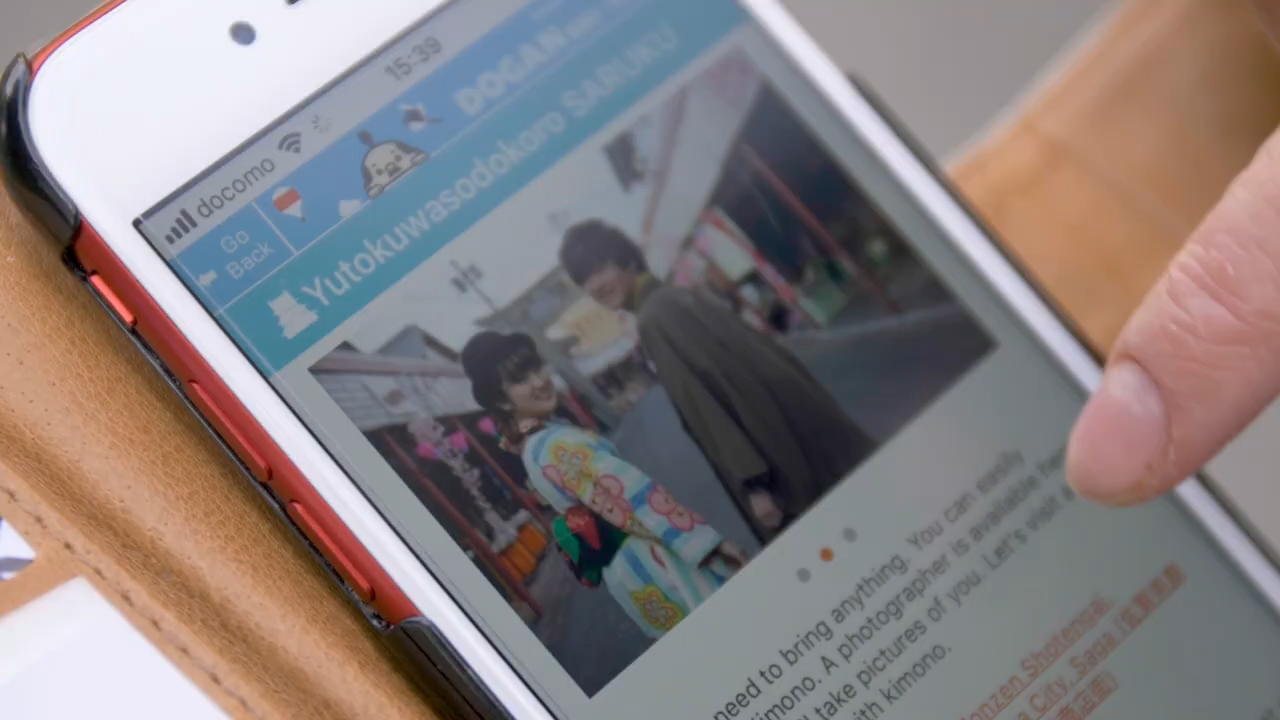 docomo 15:39
Go
Back
DOGAN
Yutokuwasodokoro SARUKU
need to bring anything. You can easily
kimono. A photographer is available
take pictures of you. Let's visit
with kimono.
Monzen Shotengai,
City, Saga